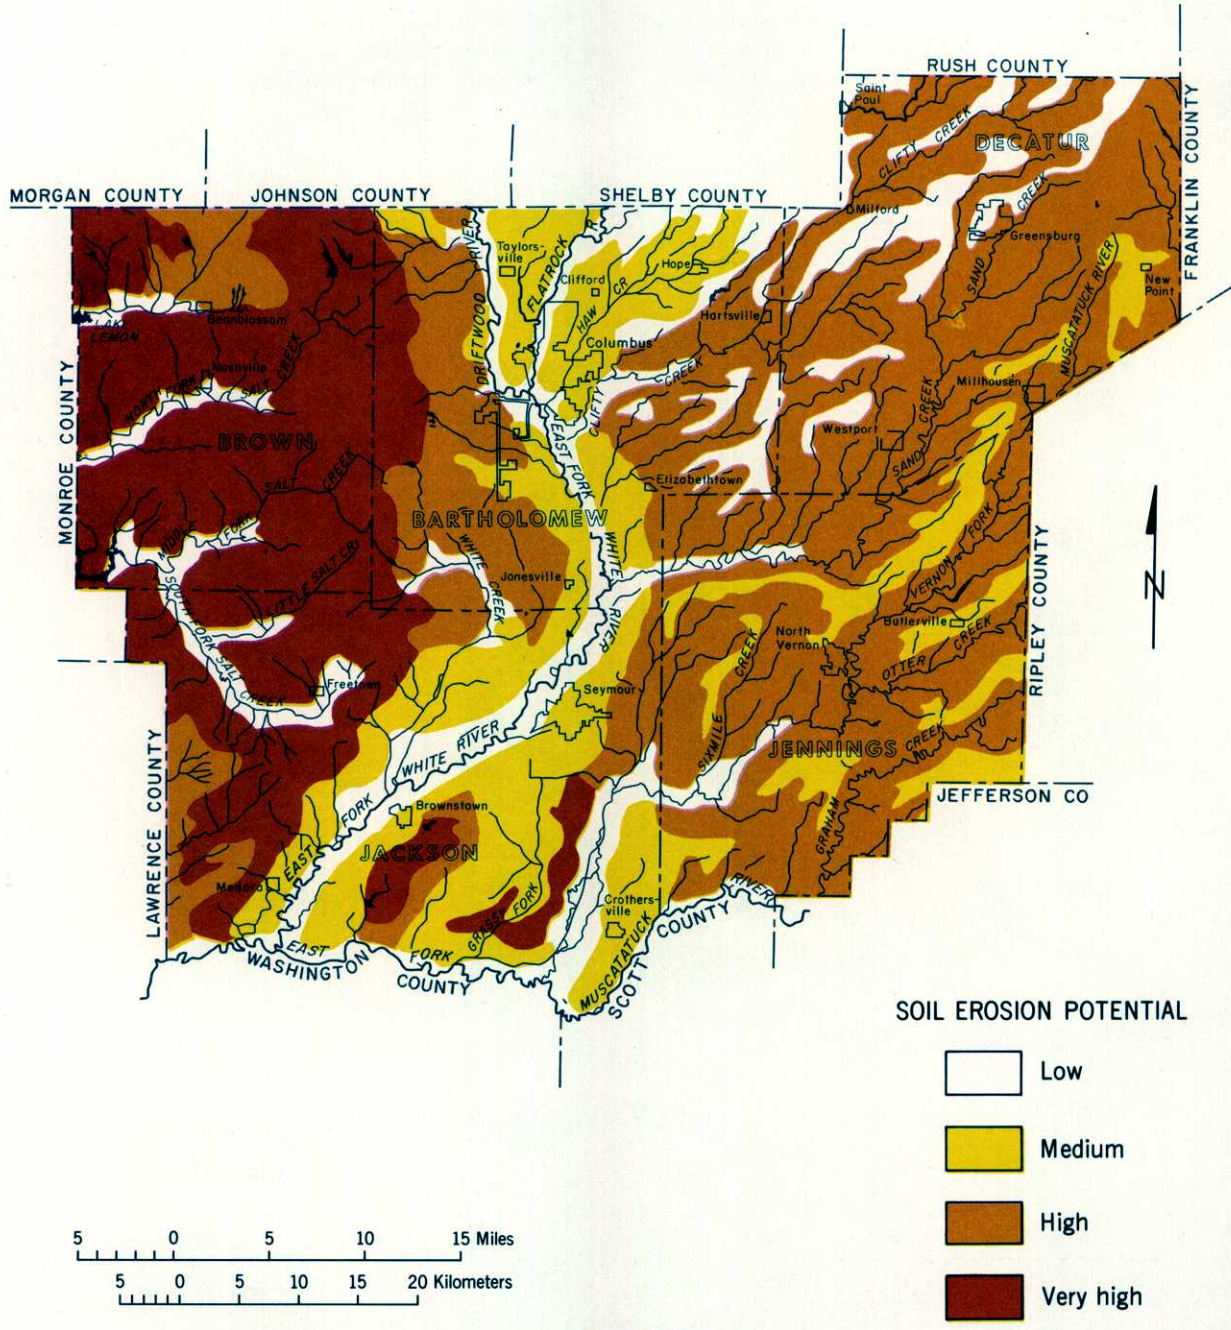 RUSH COUNTY
Saint
Paul
CLIFTY CREEK
DECATUR
FRANKLIN COUNTY
MORGAN COUNTY
JOHNSON COUNTY
SHELBY COUNTY
Milford
CREEK
Greensburg
SAND
MUSCATATUCK RIVER
New
Point
DRIFTWOOD RIVER
Taylors-
ville
FLATROCK R
Clifford
Hope
HAW CR
Hartsville
Columbus
LAKE
LEMON
Beanblossom
Nashville
NORTH FORK SALT CREEK
MONROE COUNTY
BROWN
CLIFTY CREEK
Millhousen
Westport
SAND CREEK
EAST FORK WHITE RIVER
Elizabethtown
SALT CREEK
MIDDLE FORK
BARTHOLOMEW
WHITE CREEK
Jonesville
LITTLE SALT CR
SOUTH FORK SALT CREEK
Freetown
VERNON FORK
Butlerville
OTTER CREEK
RIPLEY COUNTY
North
Vernon
CREEK
SIXMILE
Seymour
JENNINGS
GRAHAM CREEK
JEFFERSON CO
N
LAWRENCE COUNTY
EAST FORK WHITE RIVER
Brownstown
JACKSON
Medora
GRASSY FORK
Crothers-
ville
EAST FORK
WASHINGTON COUNTY
MUSCATATUCK RIVER
SCOTT COUNTY
SOIL EROSION POTENTIAL
Low
Medium
High
Very high
5 0 5 10 15 Miles
5 0 5 10 15 20 Kilometers